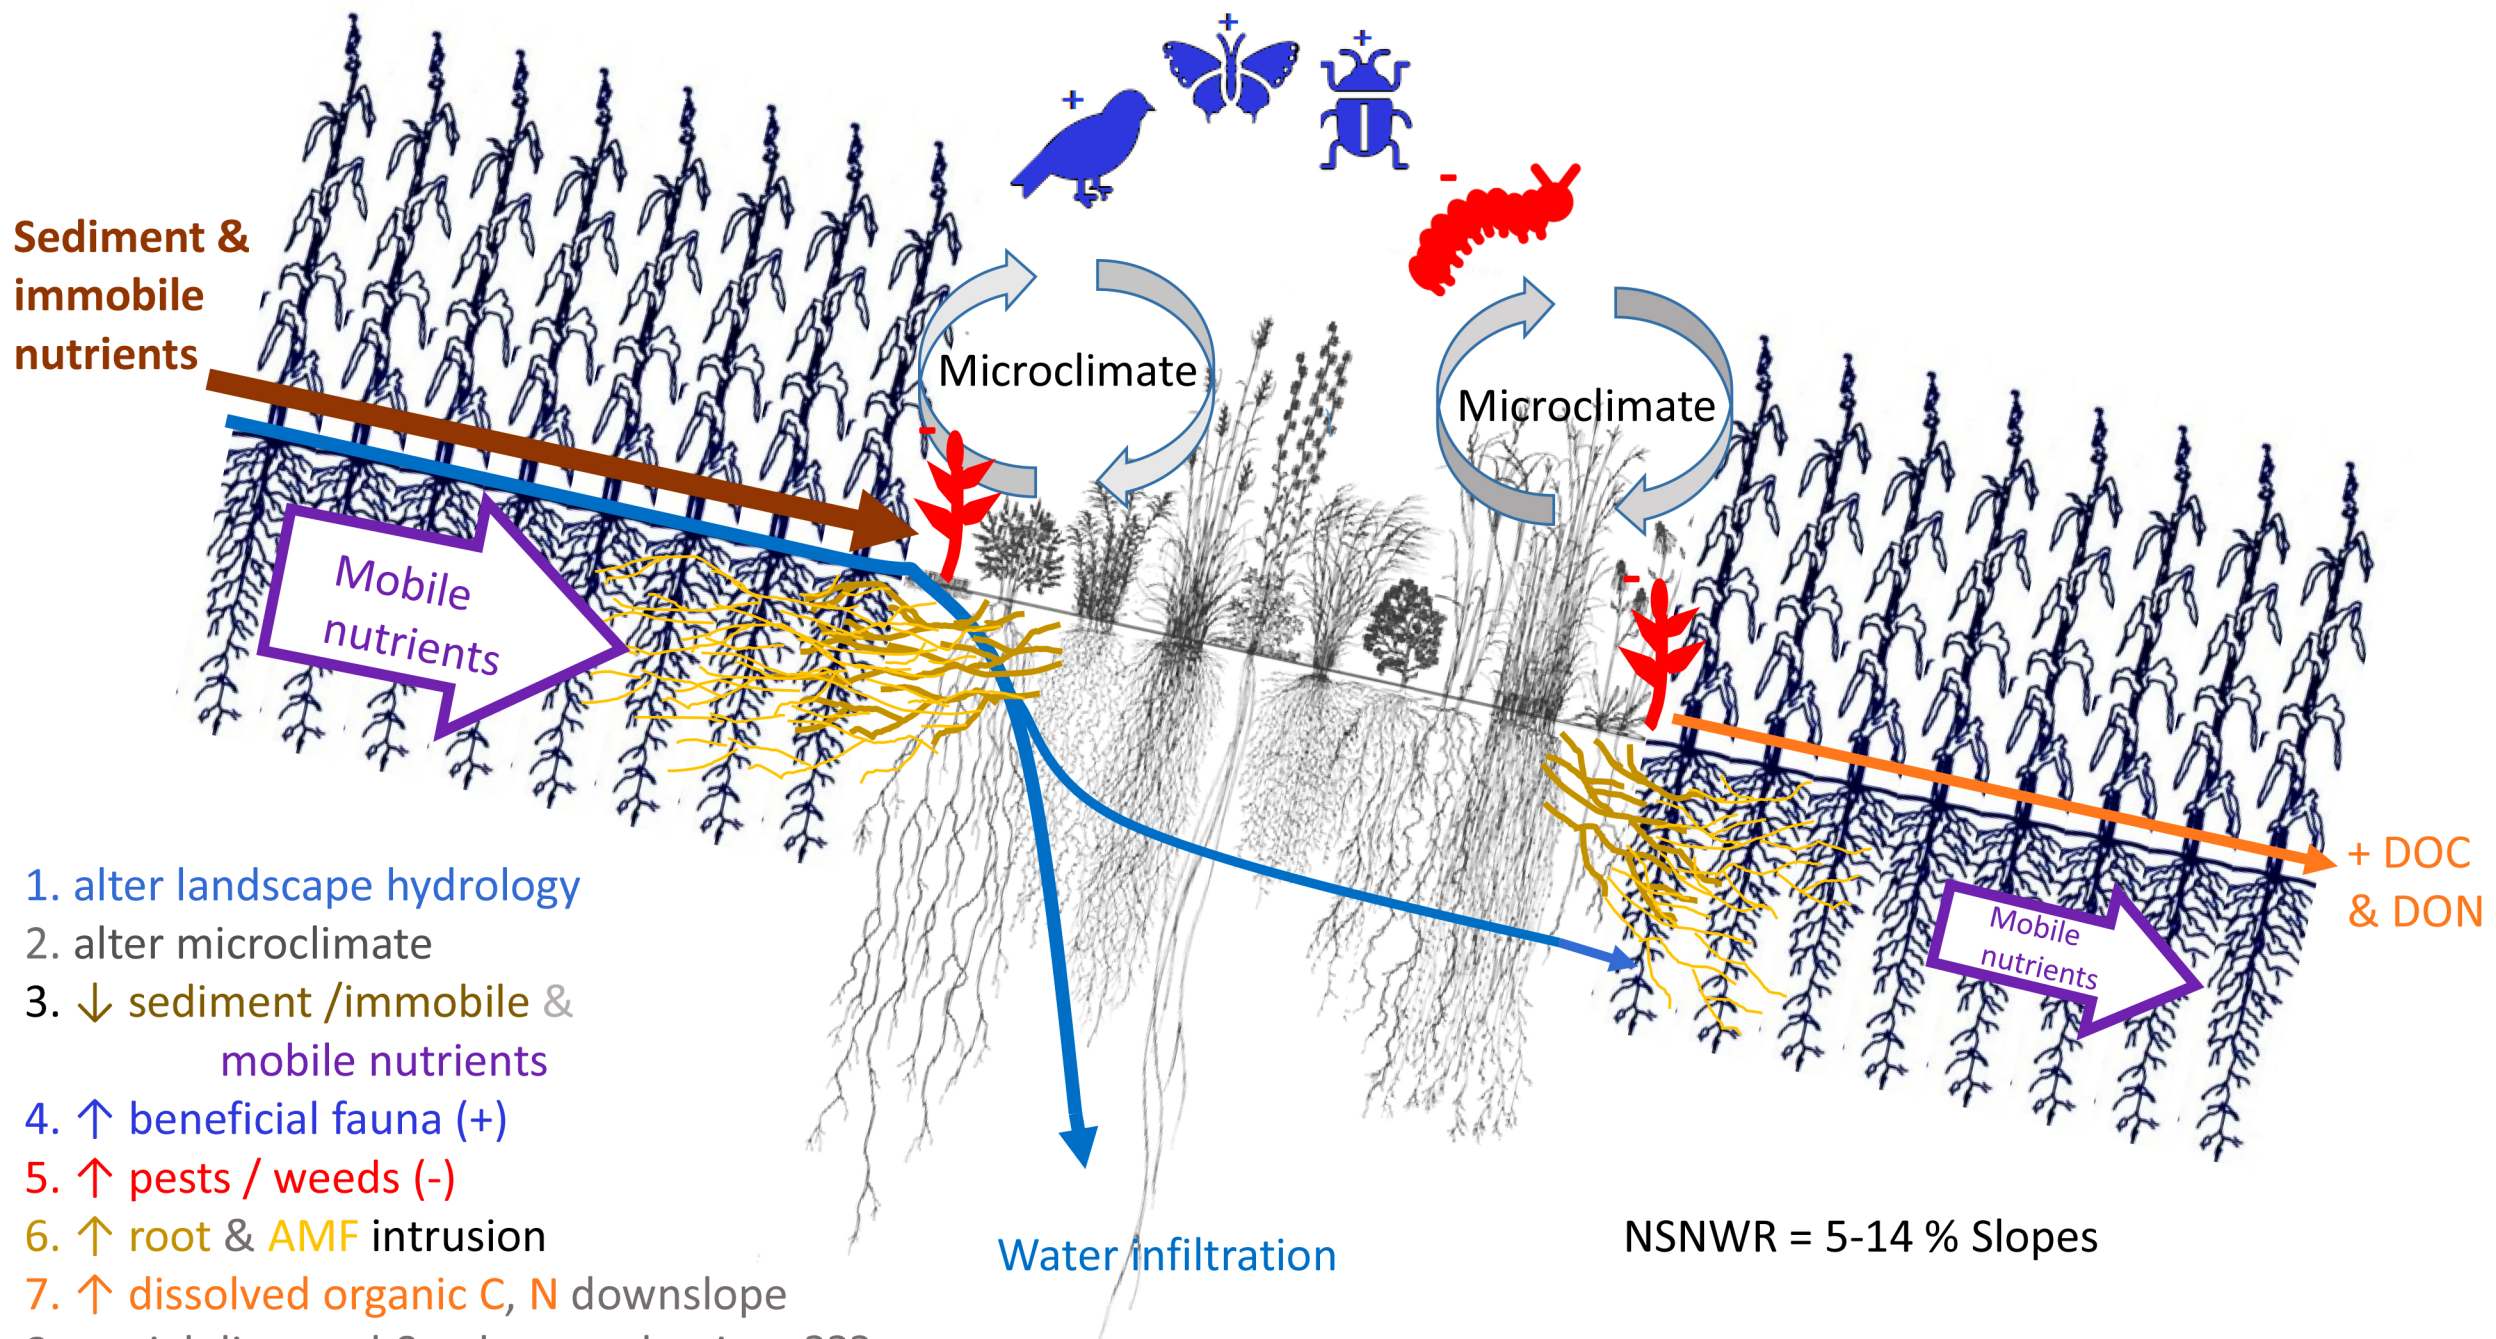 Sediment &
immobile
nutrients
+
+
+
-
Microclimate
Microclimate
-
-
Mobile
nutrients
+ DOC
& DON
Mobile
nutrients
1. alter landscape hydrology
2. alter microclimate
3. ↓ sediment /immobile &
mobile nutrients
4. ↑ beneficial fauna (+)
5. ↑ pests / weeds (-)
6. ↑ root & AMF intrusion
7. ↑ dissolved organic C, N downslope
Water infiltration
NSNWR = 5-14 % Slopes